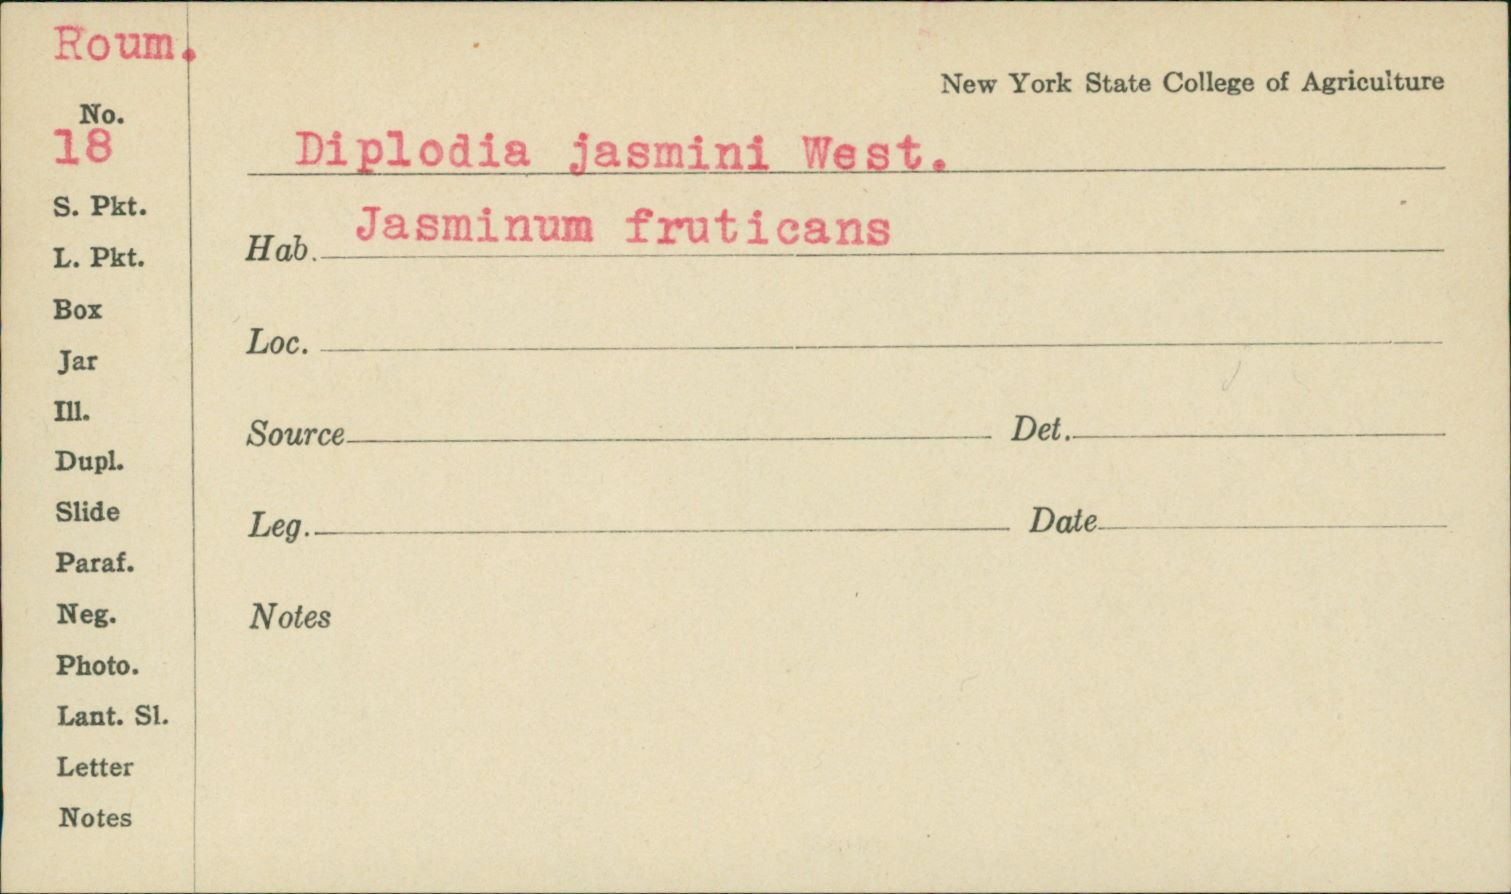 Roum.
New York State College of Agriculture
No.
18
Diplodia jasmini West.
S. Pkt.
Hab. Jasminum fruticans
L. Pkt.
Box
Loc.
Jar
Ill.
Source Det.
Dupl.
Slide
Leg. Date
Paraf.
Neg.
Notes
Photo.
Lant. Sl.
Letter
Notes